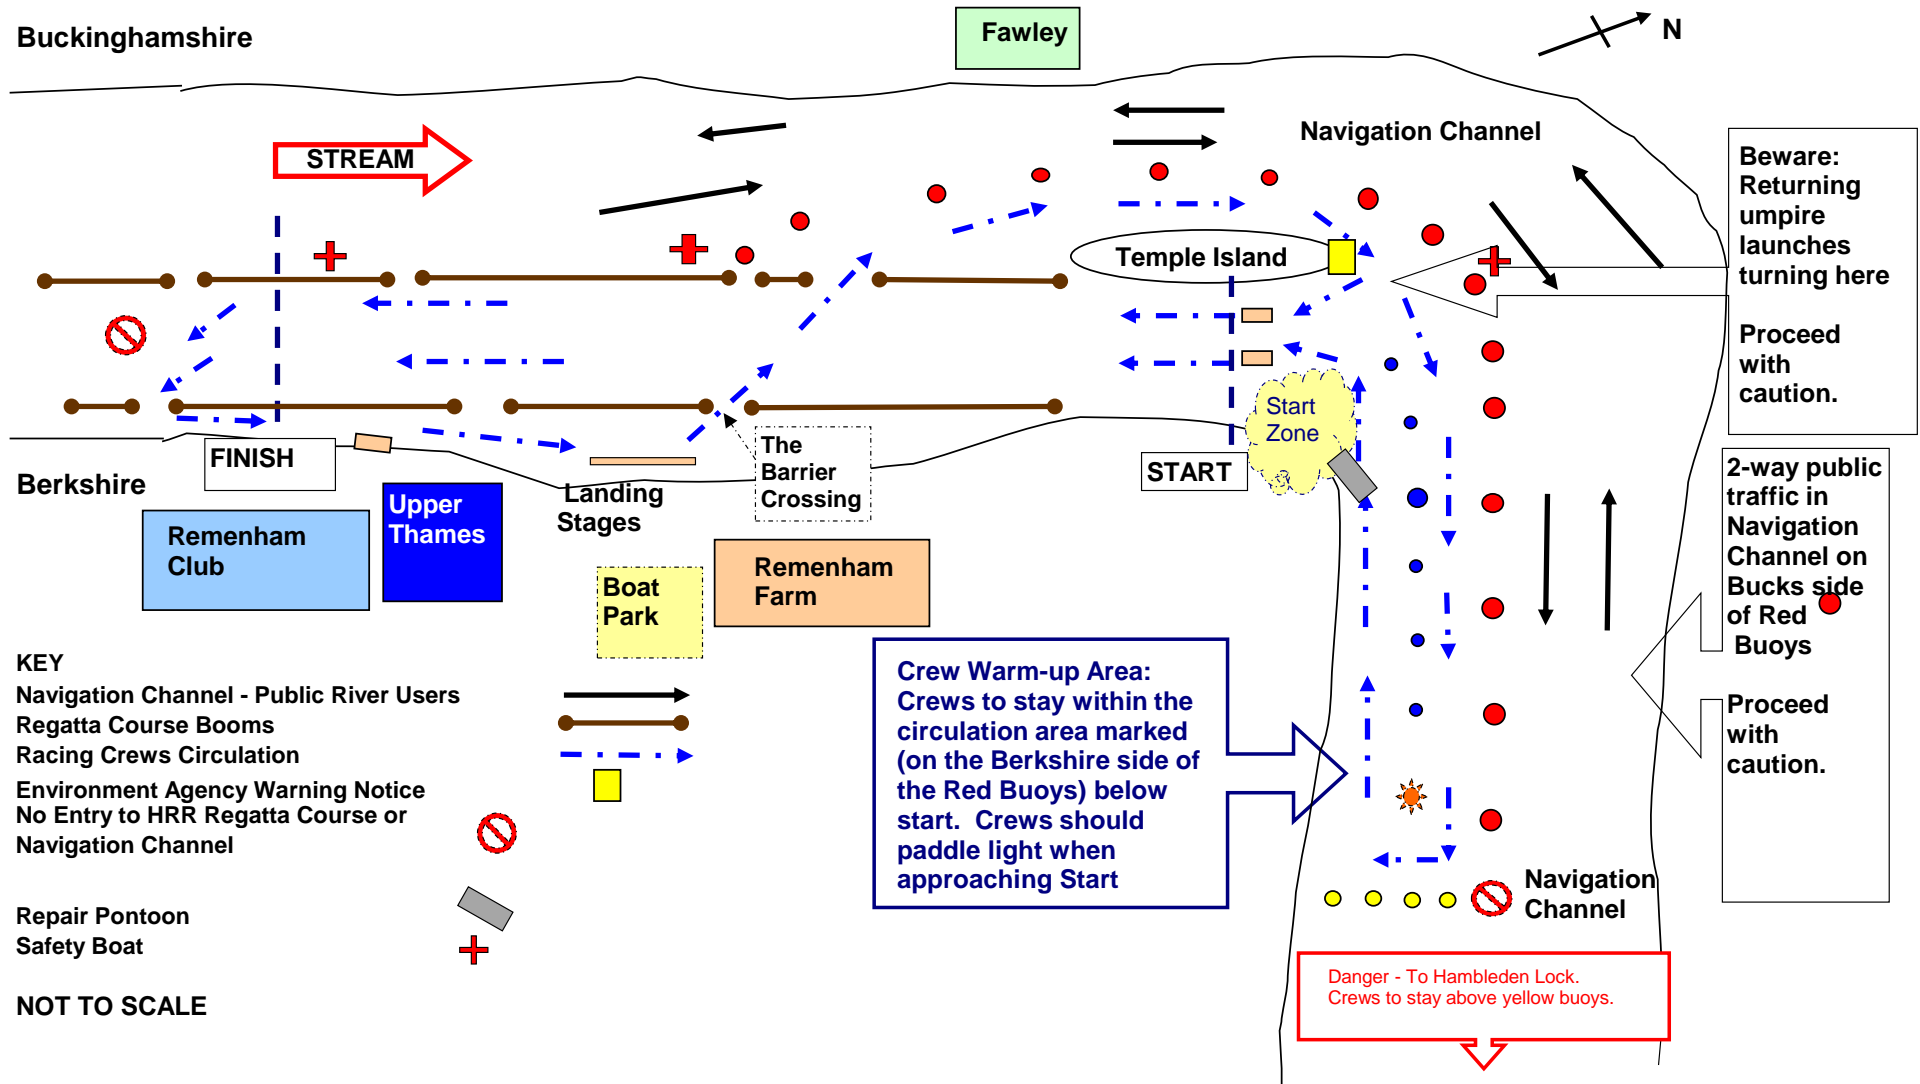 Buckinghamshire
Fawley
N
STREAM
Navigation Channel
Beware:
Returning
umpire
launches
turning here
Proceed
with
caution.
Temple Island
Start
Zone
FINISH
START
The
Barrier
Crossing
Berkshire
Landing
Stages
Remenham
Club
Upper
Thames
Boat
Park
Remenham
Farm
2-way public
traffic in
Navigation
Channel on
Bucks side
of Red
Buoys
Proceed
with
caution.
Crew Warm-up Area:
Crews to stay within the
circulation area marked
(on the Berkshire side of
the Red Buoys) below
start. Crews should
paddle light when
approaching Start
KEY
Navigation Channel - Public River Users
Regatta Course Booms
Racing Crews Circulation
Environment Agency Warning Notice
No Entry to HRR Regatta Course or
Navigation Channel
Repair Pontoon
Safety Boat
NOT TO SCALE
Navigation
Channel
Danger - To Hambleden Lock.
Crews to stay above yellow buoys.